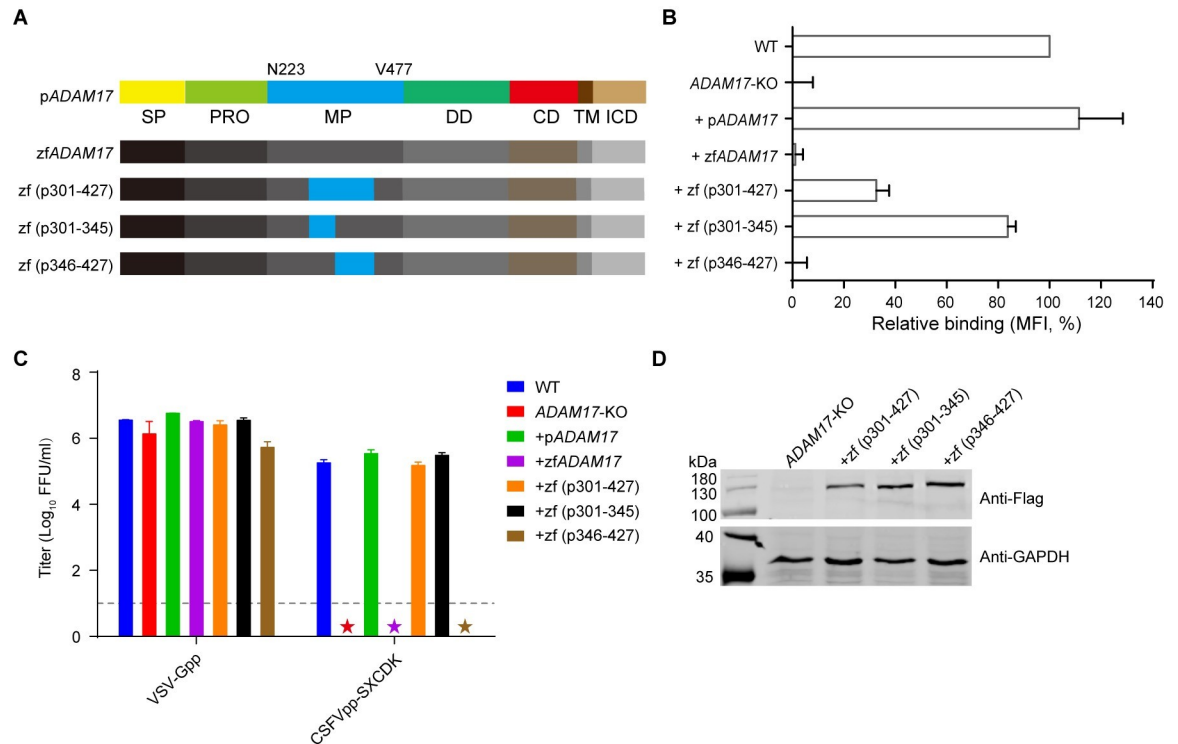 A
N223 V477
pADAM17
SP PRO MP DD CD TM ICD
zfADAM17
zf (p301-427)
zf (p301-345)
zf (p346-427)
B
WT
ADAM17-KO
+ pADAM17
+ zfADAM17
+ zf (p301-427)
+ zf (p301-345)
+ zf (p346-427)
0 20 40 60 80 100 120 140
Relative binding (MFI, %)
C
Titer (Log₁₀ FFU/ml)
8
6
4
2
0
VSV-Gpp
CSFVpp-SXCDK
WT
ADAM17-KO
+pADAM17
+zfADAM17
+zf (p301-427)
+zf (p301-345)
+zf (p346-427)
D
ADAM17-KO
+zf (p301-427)
+zf (p301-345)
+zf (p346-427)
kDa
180
130
100
Anti-Flag
40
35
Anti-GAPDH